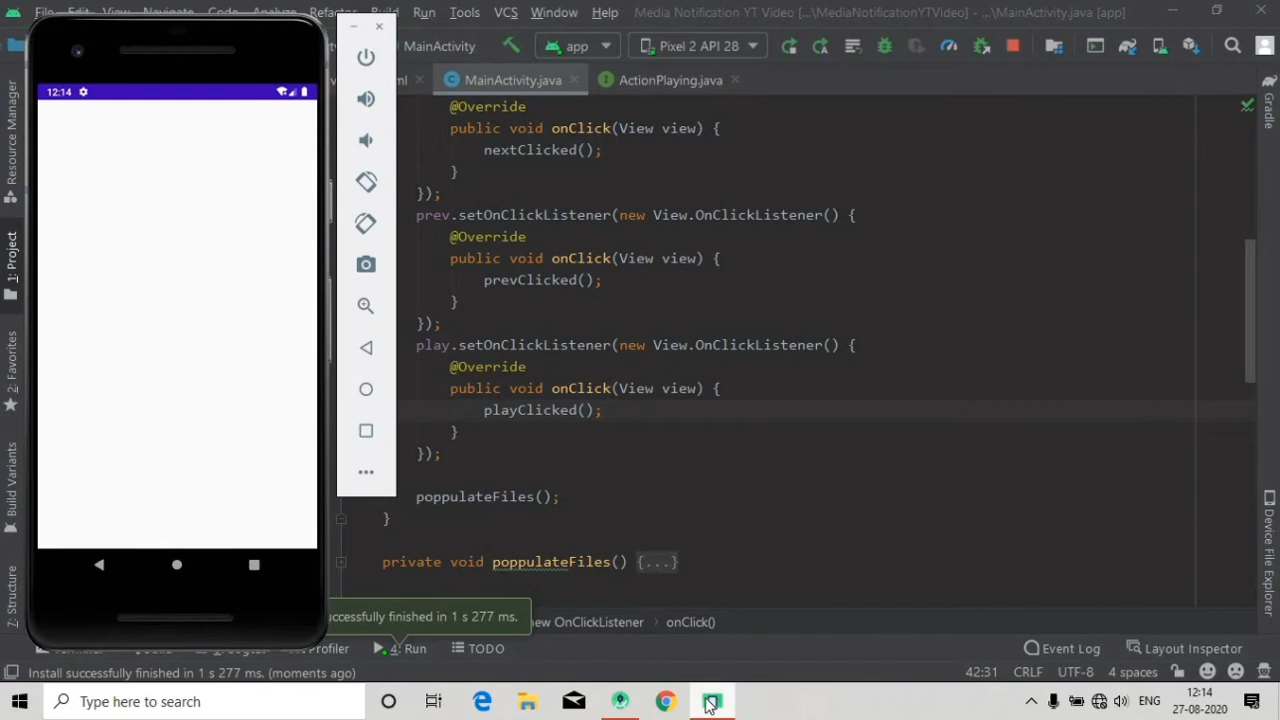 File Edit View Navigate Code Analyze Refactor Build Run Tools VCS Window Help
Media Notification YT Video [...\MediaNotificationYTVideo] - ...\MainActivity.java [app]
MainActivity
app
Pixel 2 API 28
MainActivity.java
ActionPlaying.java
Resource Manager
1: Project
2: Favorites
Build Variants
Z: Structure
Gradle
Device File Explorer
12:14
@Override
public void onClick(View view) {
nextClicked();
}
});
prev.setOnClickListener(new View.OnClickListener() {
@Override
public void onClick(View view) {
prevClicked();
}
});
play.setOnClickListener(new View.OnClickListener() {
@Override
public void onClick(View view) {
playClicked();
}
});
poppulateFiles();
}
private void poppulateFiles() {...}
uccessfully finished in 1 s 277 ms.
new OnClickListener
onClick()
Profiler
4: Run
TODO
Event Log
Layout Inspector
Install successfully finished in 1 s 277 ms. (moments ago)
42:31
CRLF
UTF-8
4 spaces
Type here to search
ENG
12:14
27-08-2020